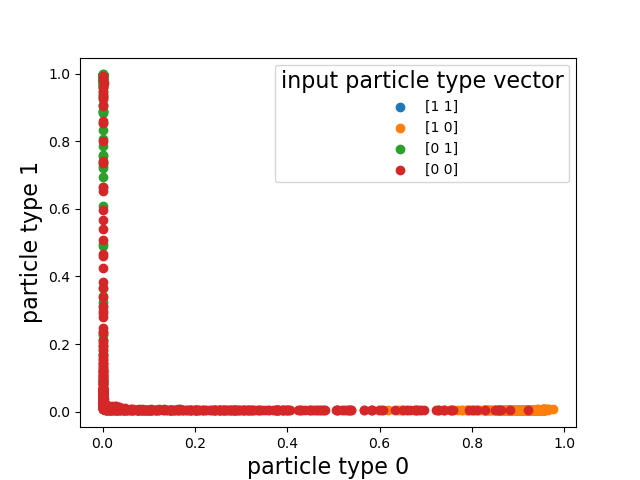 input particle type vector
[1 1]
[1 0]
[0 1]
[0 0]
particle type 1
1.0
0.8
0.6
0.4
0.2
0.0
0.0 0.2 0.4 0.6 0.8 1.0
particle type 0